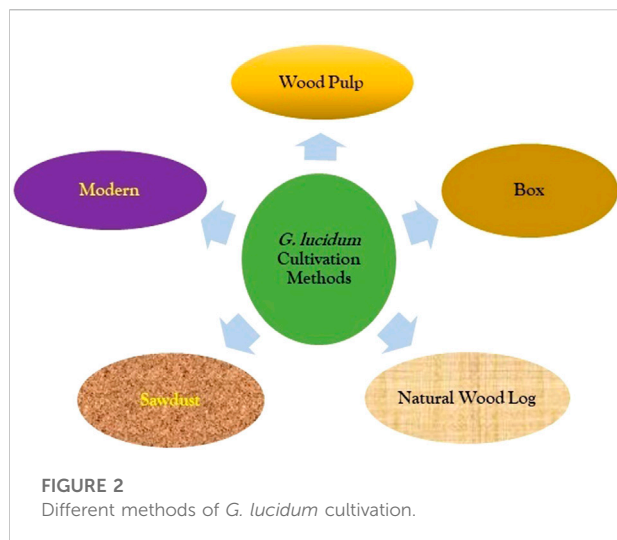 Wood Pulp
Modern
Box
G. lucidum
Cultivation
Methods
Sawdust
Natural Wood Log
FIGURE 2
Different methods of G. lucidum cultivation.